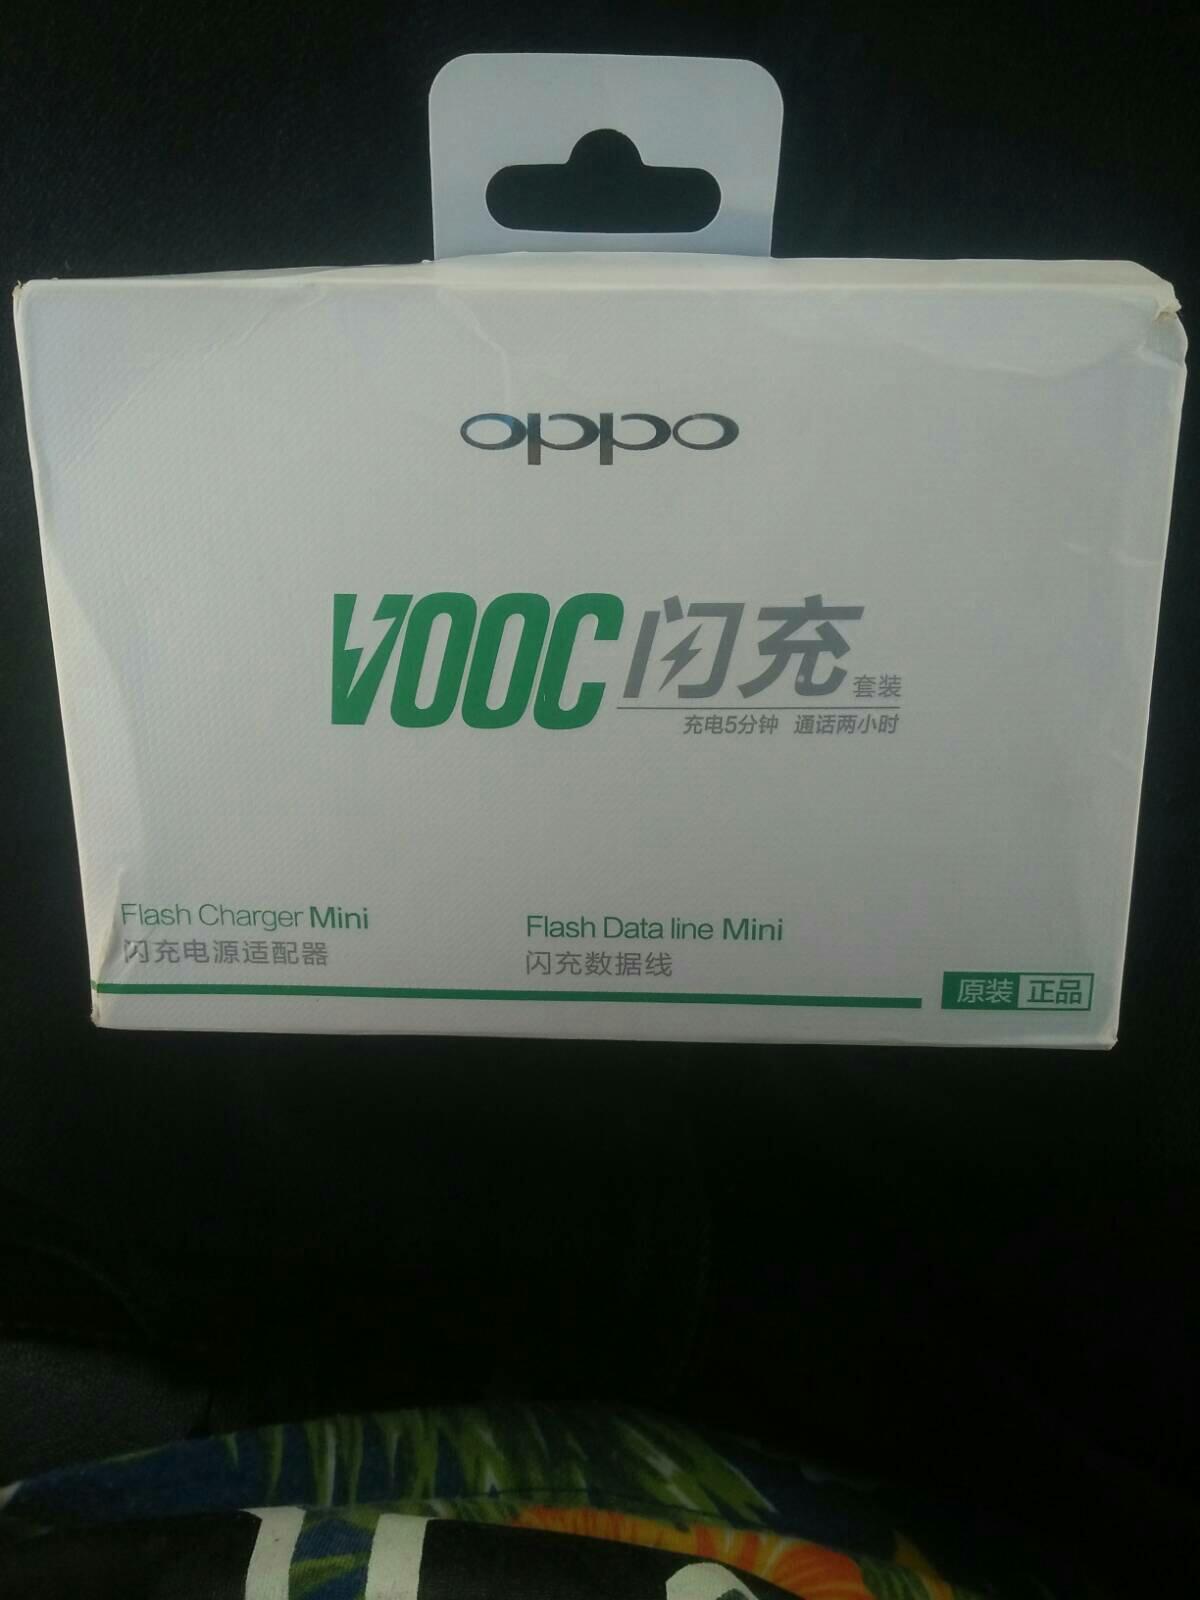 oppo
VOOC闪充套装
充电5分钟 通话两小时
Flash Charger Mini
闪充电源适配器
Flash Data line Mini
闪充数据线
原装 正品